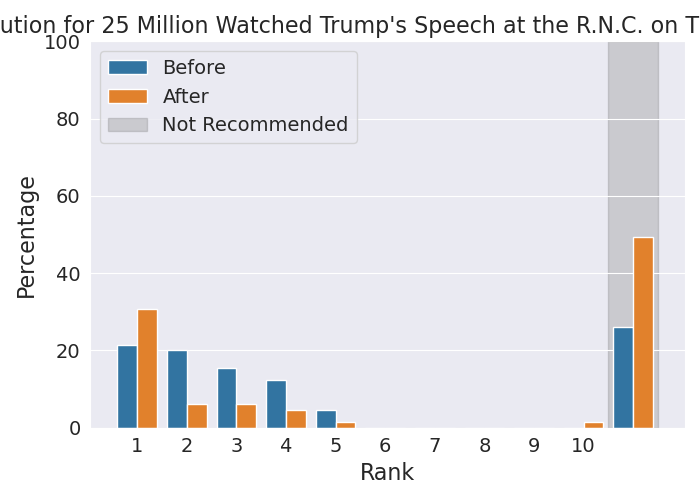 ution for 25 Million Watched Trump's Speech at the R.N.C. on T
100
80
60
40
20
0
Before
After
Not Recommended
Percentage
1 2 3 4 5 6 7 8 9 10
Rank